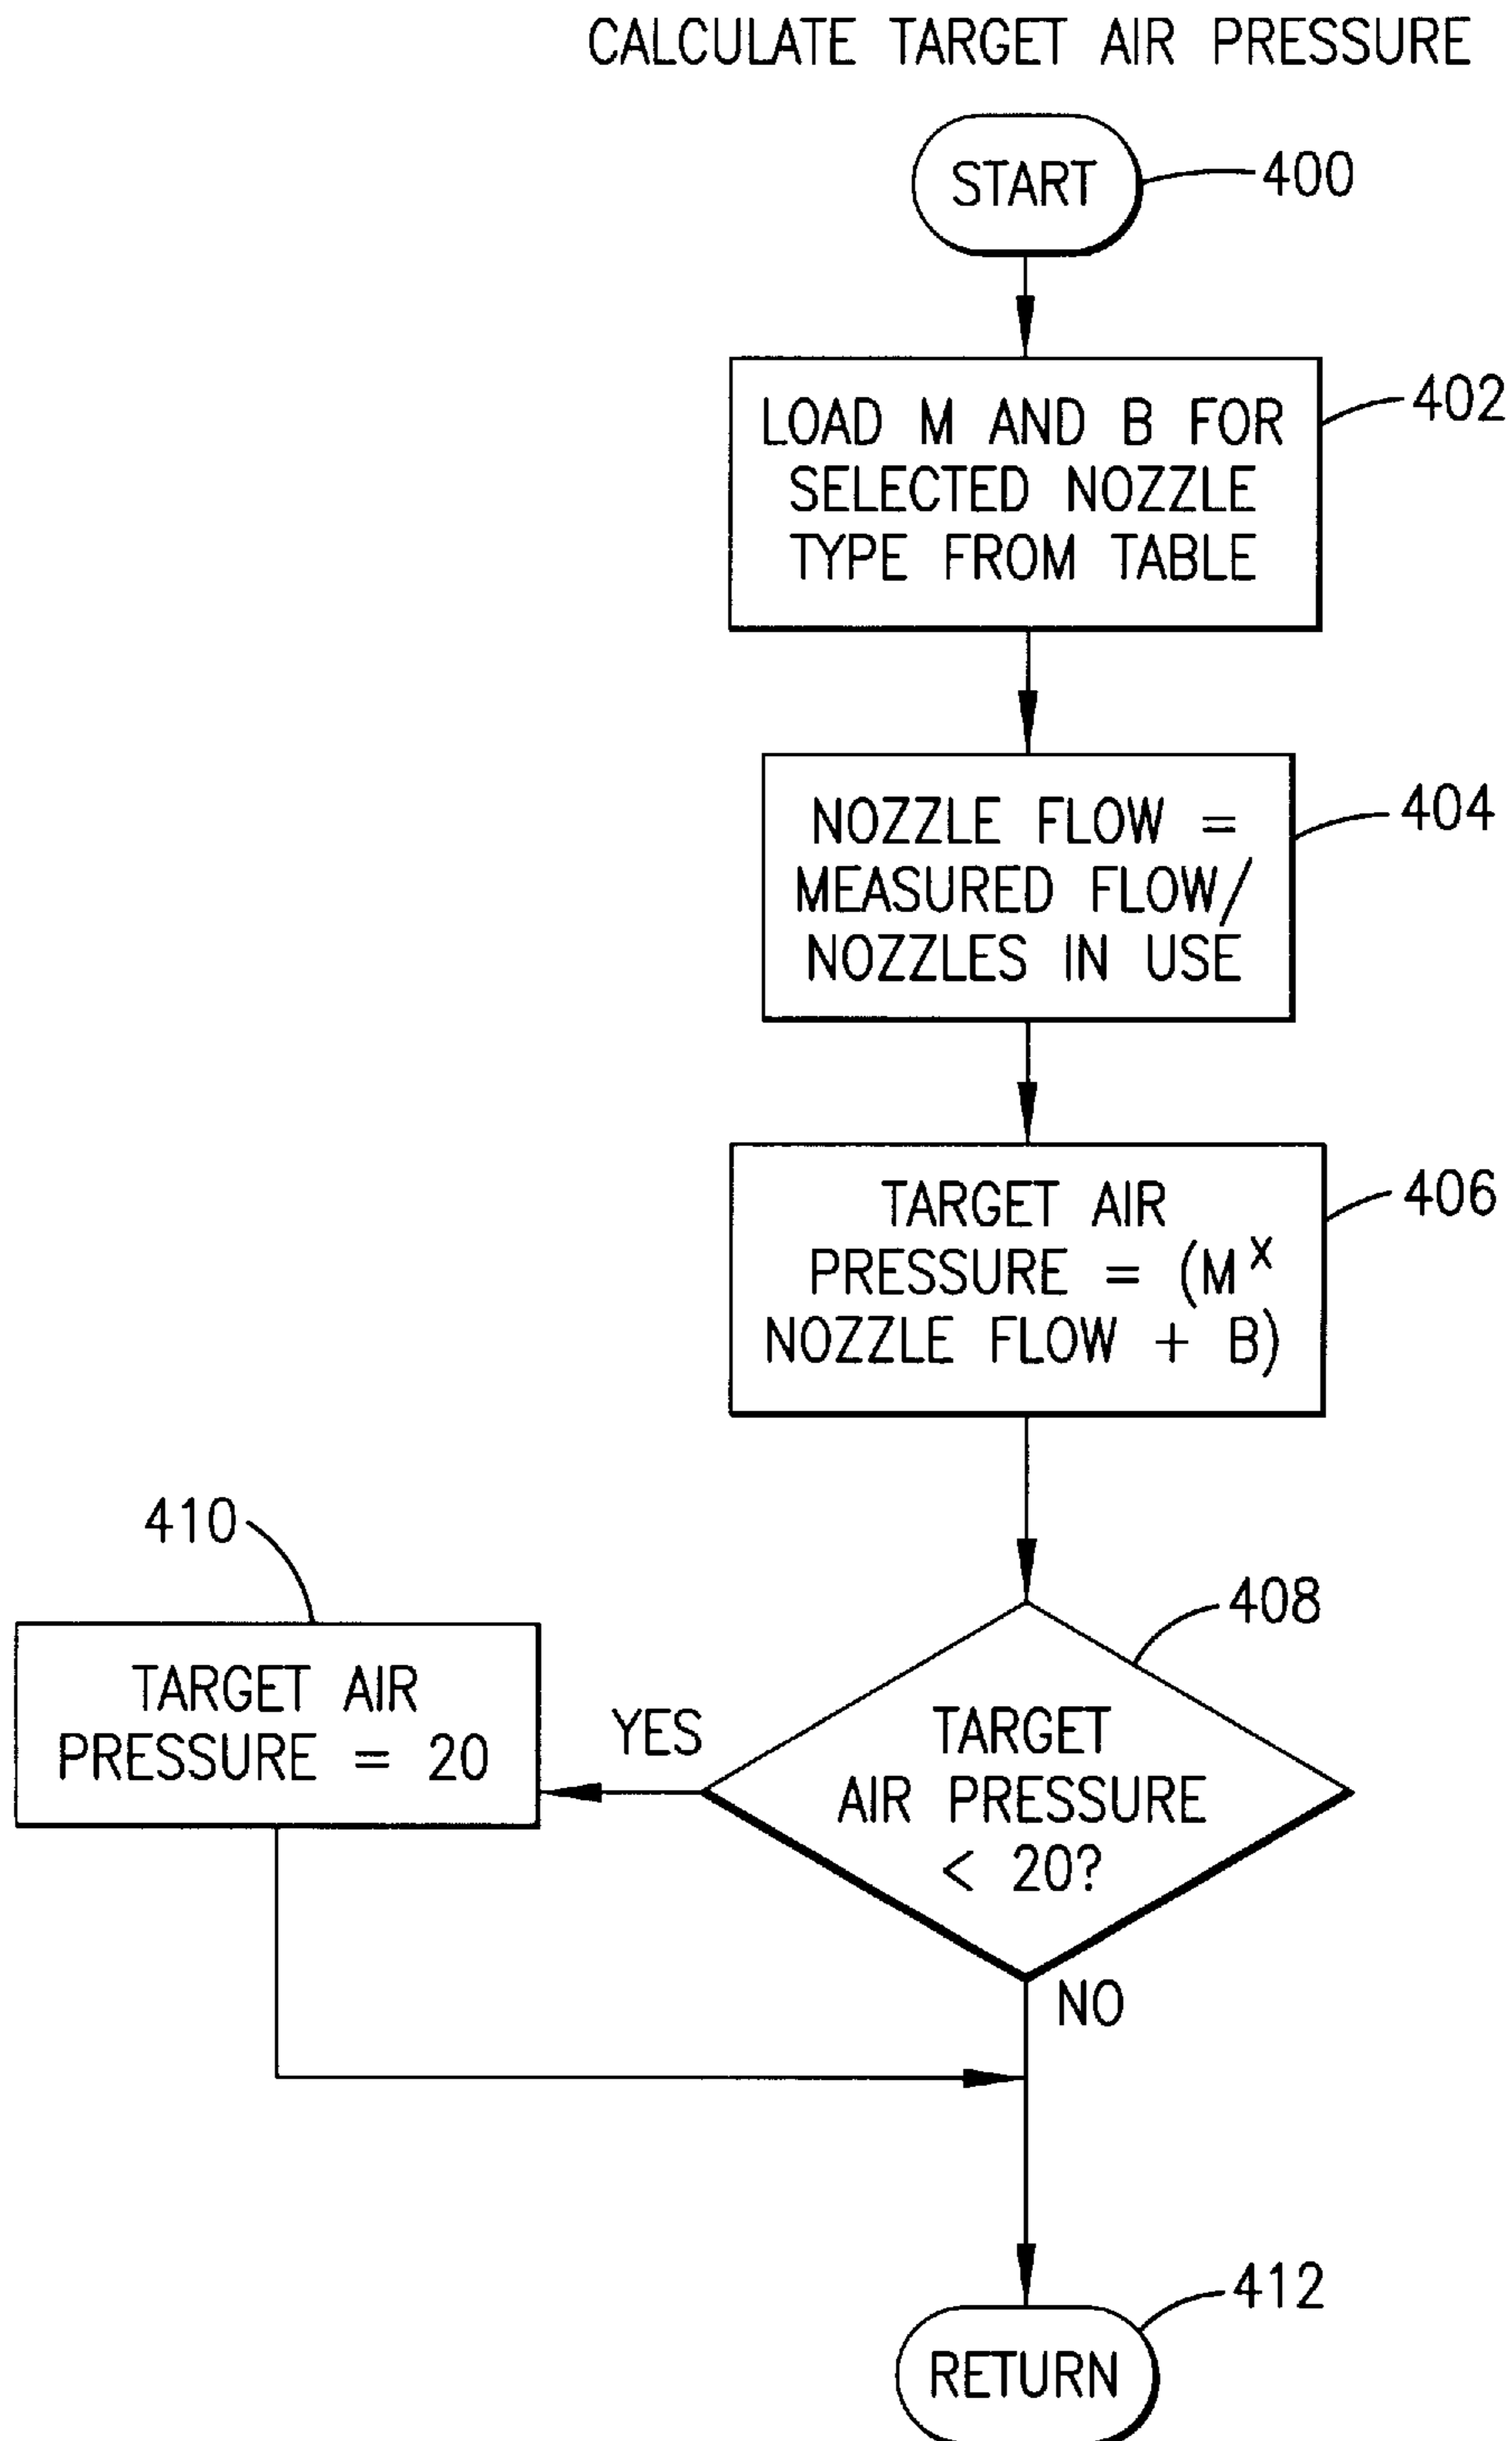 CALCULATE TARGET AIR PRESSURE
START
400
LOAD M AND B FOR
SELECTED NOZZLE
TYPE FROM TABLE
402
NOZZLE FLOW =
MEASURED FLOW/
NOZZLES IN USE
404
TARGET AIR
PRESSURE = (Mˣ
NOZZLE FLOW + B)
406
TARGET
AIR PRESSURE
< 20?
408
YES
410
TARGET AIR
PRESSURE = 20
NO
RETURN
412